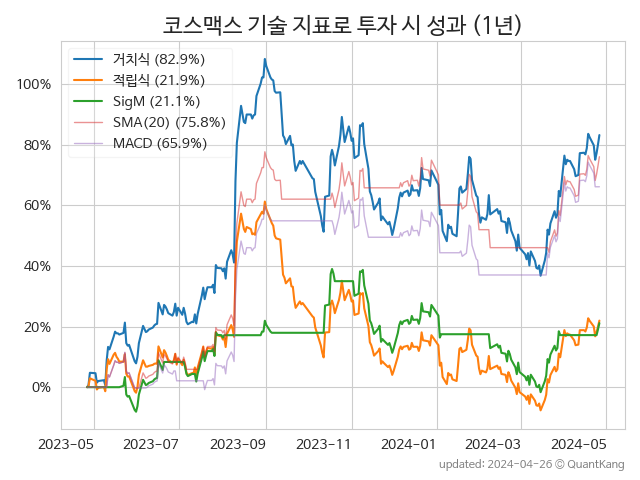 코스맥스 기술 지표로 투자 시 성과 (1년)
거치식 (82.9%)
적립식 (21.9%)
SigM (21.1%)
SMA(20) (75.8%)
MACD (65.9%)
100%
80%
60%
40%
20%
0%
2023-05 2023-07 2023-09 2023-11 2024-01 2024-03 2024-05
updated: 2024-04-26 © QuantKang